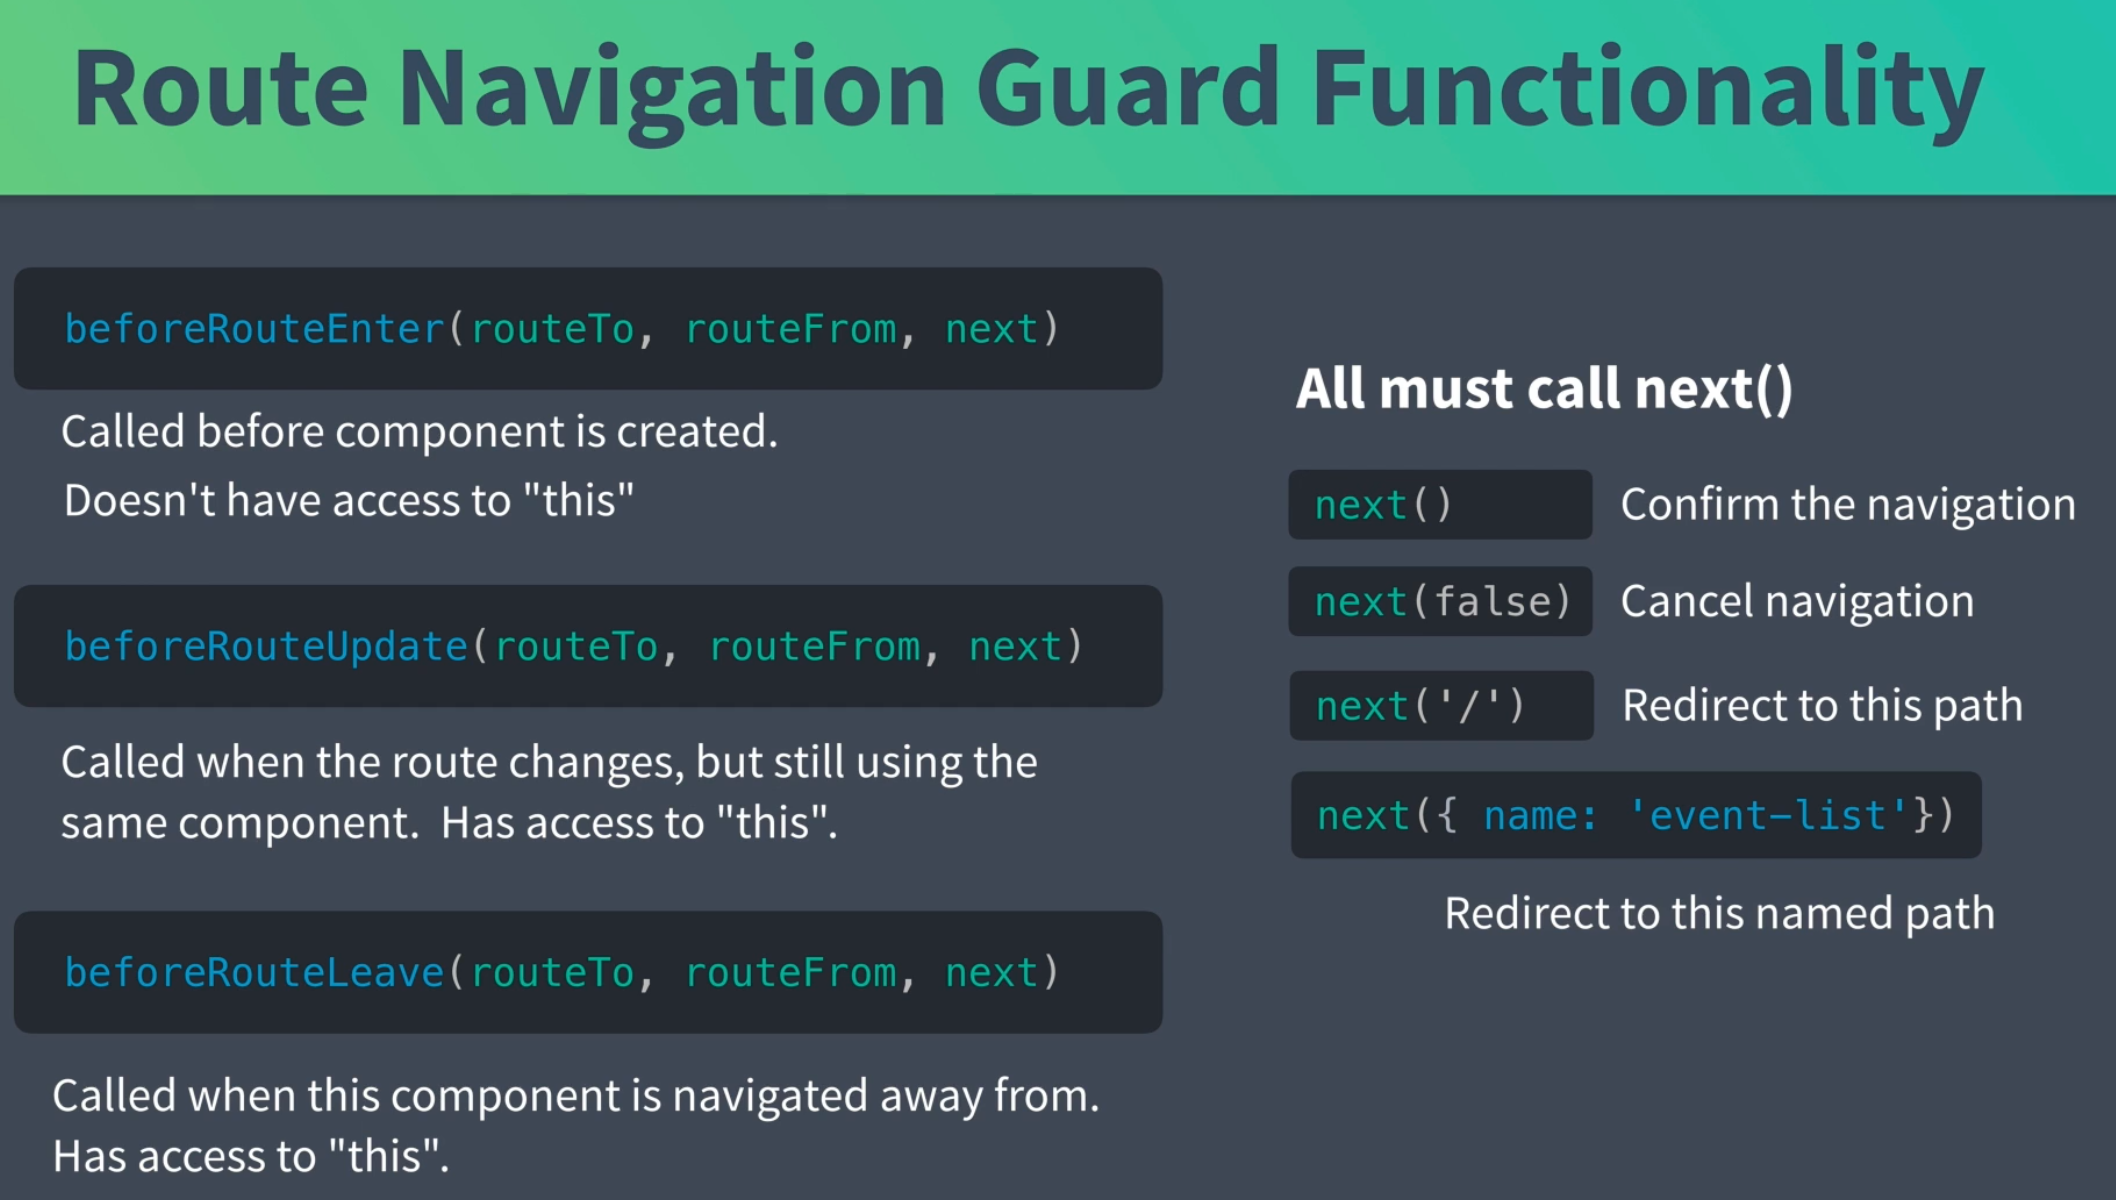 Route Navigation Guard Functionality
beforeRouteEnter(routeTo, routeFrom, next)
Called before component is created.
Doesn't have access to "this"
beforeRouteUpdate(routeTo, routeFrom, next)
Called when the route changes, but still using the
same component.  Has access to "this".
beforeRouteLeave(routeTo, routeFrom, next)
Called when this component is navigated away from.
Has access to "this".
All must call next()
next() Confirm the navigation
next(false) Cancel navigation
next('/') Redirect to this path
next({ name: 'event-list'})
Redirect to this named path